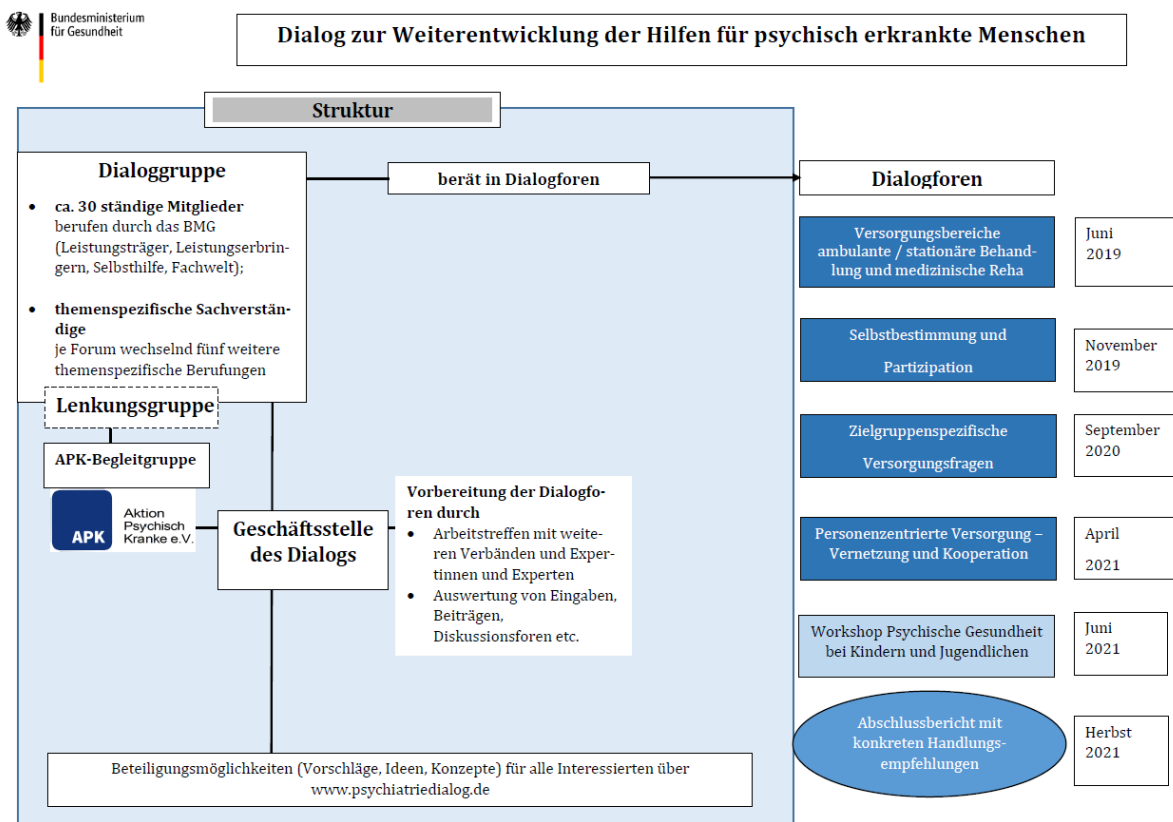 Bundesministerium
für Gesundheit
Dialog zur Weiterentwicklung der Hilfen für psychisch erkrankte Menschen
Struktur
Dialoggruppe
• ca. 30 ständige Mitglieder
berufen durch das BMG
(Leistungsträger, Leistungserbrin-
gern, Selbsthilfe, Fachwelt);
• themenspezifische Sachverstän-
dige
je Forum wechselnd fünf weitere
themenspezifische Berufungen
Lenkungsgruppe
APK-Begleitgruppe
APK
Aktion
Psychisch
Kranke e.V.
Geschäftsstelle
des Dialogs
berät in Dialogforen
Vorbereitung der Dialogfo-
ren durch
• Arbeitstreffen mit weite-
ren Verbänden und Exper-
tinnen und Experten
• Auswertung von Eingaben,
Beiträgen,
Diskussionsforen etc.
Beteiligungsmöglichkeiten (Vorschläge, Ideen, Konzepte) für alle Interessierten über
www.psychiatriedialog.de
Dialogforen
Versorgungsbereiche
ambulante / stationäre Behand-
lung und medizinische Reha
Juni
2019
Selbstbestimmung und
Partizipation
November
2019
Zielgruppenspezifische
Versorgungsfragen
September
2020
Personenzentrierte Versorgung –
Vernetzung und Kooperation
April
2021
Workshop Psychische Gesundheit
bei Kindern und Jugendlichen
Juni
2021
Abschlussbericht mit
konkreten Handlungs-
empfehlungen
Herbst
2021